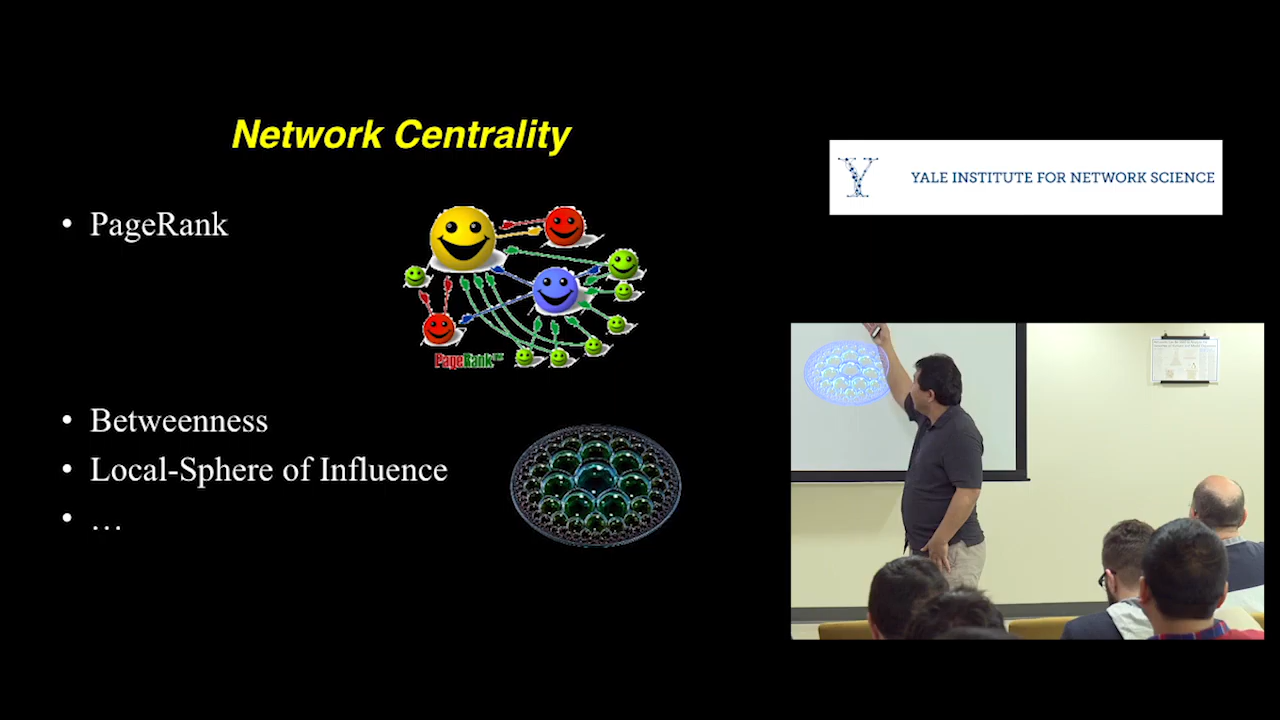 Network Centrality
YALE INSTITUTE FOR NETWORK SCIENCE
• PageRank
PageRank
• Betweenness
• Local-Sphere of Influence
• …